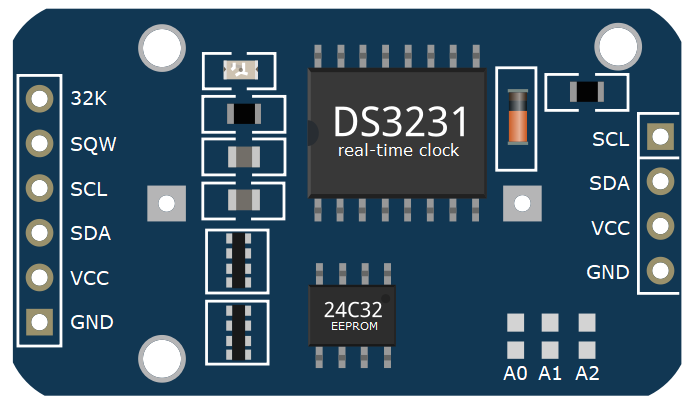 32K
SQW
SCL
SDA
VCC
GND
DS3231
real-time clock
24C32
EEPROM
SCL
SDA
VCC
GND
A0 A1 A2